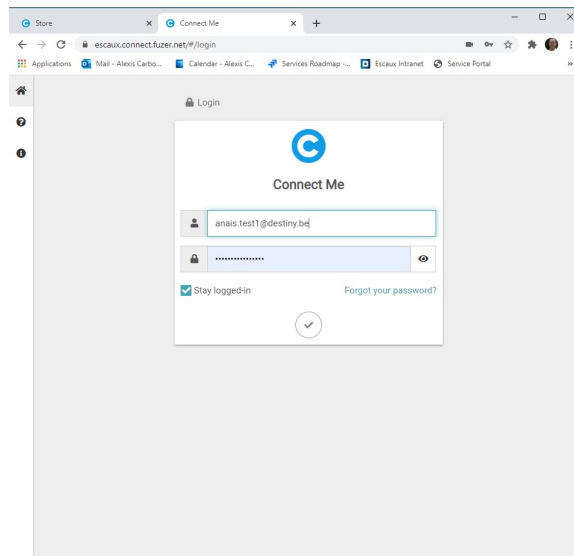 Store
Connect Me
escaux.connect.fuzer.net/#/login
Applications Mail - Alexis Carbo... Calendar - Alexis C... Services Roadmap -... Escaux Intranet Service Portal »
Login
Connect Me
anais.test1@destiny.be
Stay logged-in Forgot your password?